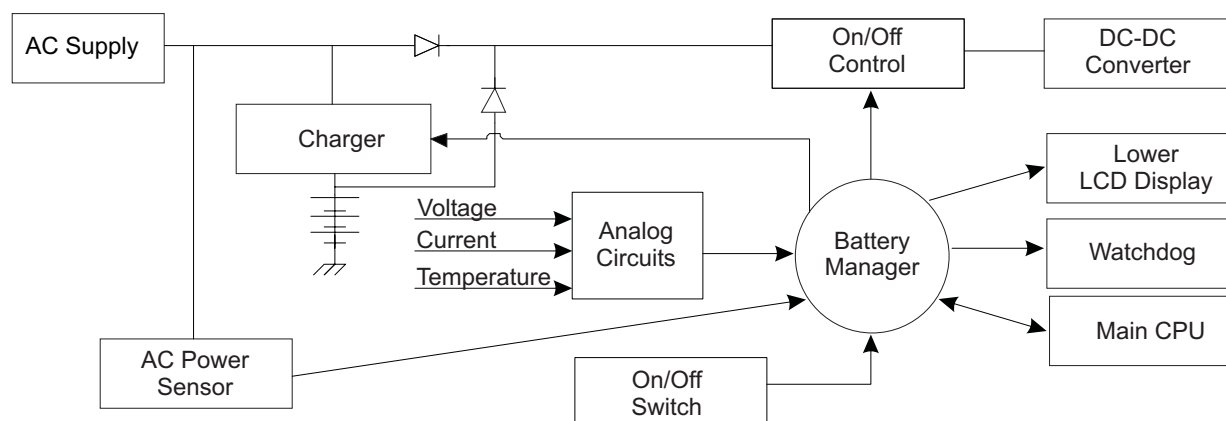 AC Supply
On/Off
Control
DC-DC
Converter
Charger
Lower
LCD Display
Voltage
Current
Temperature
Analog
Circuits
Battery
Manager
Watchdog
Main CPU
AC Power
Sensor
On/Off
Switch